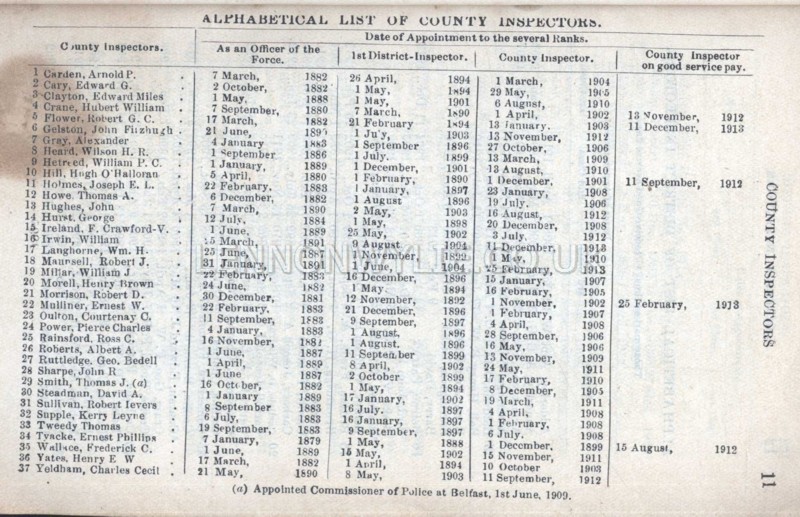 ALPHABETICAL LIST OF COUNTY INSPECTORS.
Date of Appointment to the several Ranks.
County Inspectors. As an Officer of the Force. 1st District-Inspector. County Inspector. County Inspector on good service pay.
1 Carden, Arnold P. . 7 March, 1882 26 April, 1894 1 March, 1904
2 Cary, Edward G. . 2 October, 1882 1 May, 1894 29 May, 1905
3 Clayton, Edward Miles . 1 May, 1888 1 May, 1901 6 August, 1910
4 Crane, Hubert William . 7 September, 1880 7 March, 1890 1 April, 1902 13 November, 1912
5 Flower, Robert G. C. . 17 March, 1882 21 February 1894 13 January, 1903 11 December, 1913
6 Gelston, John Fitzhugh . 21 June, 1890 1 July, 1903 13 November, 1912
7 Gray, Alexander . 4 January 1883 1 September 1896 27 October, 1906
8 Heard, Wilson H. R. . 1 September 1886 1 July. 1899 13 March, 1909
9 Hetreed, William P. C. . 1 January, 1889 1 December, 1901 13 August, 1910
10 Hill, Hugh O'Halloran . 5 April, 1880 1 February, 1890 1 December, 1901 11 September, 1912
11 Holmes, Joseph E. L. . 22 February, 1883 1 January, 1897 23 January, 1908
12 Howe, Thomas A. . 6 December, 1882 1 August 1896 19 July, 1906
13 Hughes, John . 7 March, 1890 2 May, 1903 16 August, 1912
14 Hurst, George . 12 July, 1884 1 May, 1898 20 December, 1908
15 Ireland, F. Crawford-V. . 1 June, 1889 25 May, 1902 3 July, 1912
16 Irwin, William . 25 March, 1891 9 August 1904 11 December, 1913
17 Langhorne, Wm. H. . 25 June, 1887 1 November, 1899 1 May, 1910
18 Maunsell, Robert J. . 31 January, 1891 1 June, 1904 25 February, 1913
19 Millar, William J . 22 February, 1883 16 December, 1896 15 January, 1907
20 Morell, Henry Brown . 24 June, 1882 1 May, 1894 16 February, 1905
21 Morrison, Robert D. . 30 December, 1881 12 November, 1892 1 November, 1902 25 February, 1913
22 Mulliner, Ernest W. . 22 February, 1883 21 December, 1896 1 February, 1907
23 Oulton, Courtenay C. . 11 September, 1883 9 September, 1897 4 April, 1908
24 Power, Pierce Charles . 4 January, 1883 1 August. 1896 28 September, 1906
25 Rainsford, Ross C. . 16 November, 1882 1 August, 1896 16 May, 1906
26 Roberts, Albert A. . 1 June, 1887 11 September 1899 13 November, 1909
27 Ruttledge, Geo. Bedell . 1 April, 1889 8 April, 1902 24 May, 1911
28 Sharpe, John R . 1 June 1887 2 October 1899 17 February, 1910
29 Smith, Thomas J. (a) . 16 October, 1882 1 May, 1894 8 December, 1905
30 Steadman, David A. . 1 January, 1889 17 January, 1902 19 March, 1911
31 Sullivan, Robert Ievers . 8 September 1883 16 July. 1897 4 April, 1908
32 Supple, Kerry Leyne . 6 July, 1883 16 January, 1897 1 February, 1908
33 Tweedy Thomas . 19 September, 1883 9 September, 1897 6 July, 1908
34 Tyacke, Ernest Phillips . 7 January, 1879 1 May, 1888 1 December, 1899 15 August, 1912
35 Wallace, Frederick C. . 1 June, 1889 15 May, 1902 15 November, 1911
36 Yates, Henry E W . 17 March, 1882 1 April, 1894 10 October 1903
37 Yeldham, Charles Cecil . 21 May, 1890 8 May, 1903 11 September, 1912
(a) Appointed Commissioner of Police at Belfast, 1st June, 1909.
COUNTY INSPECTORS
11